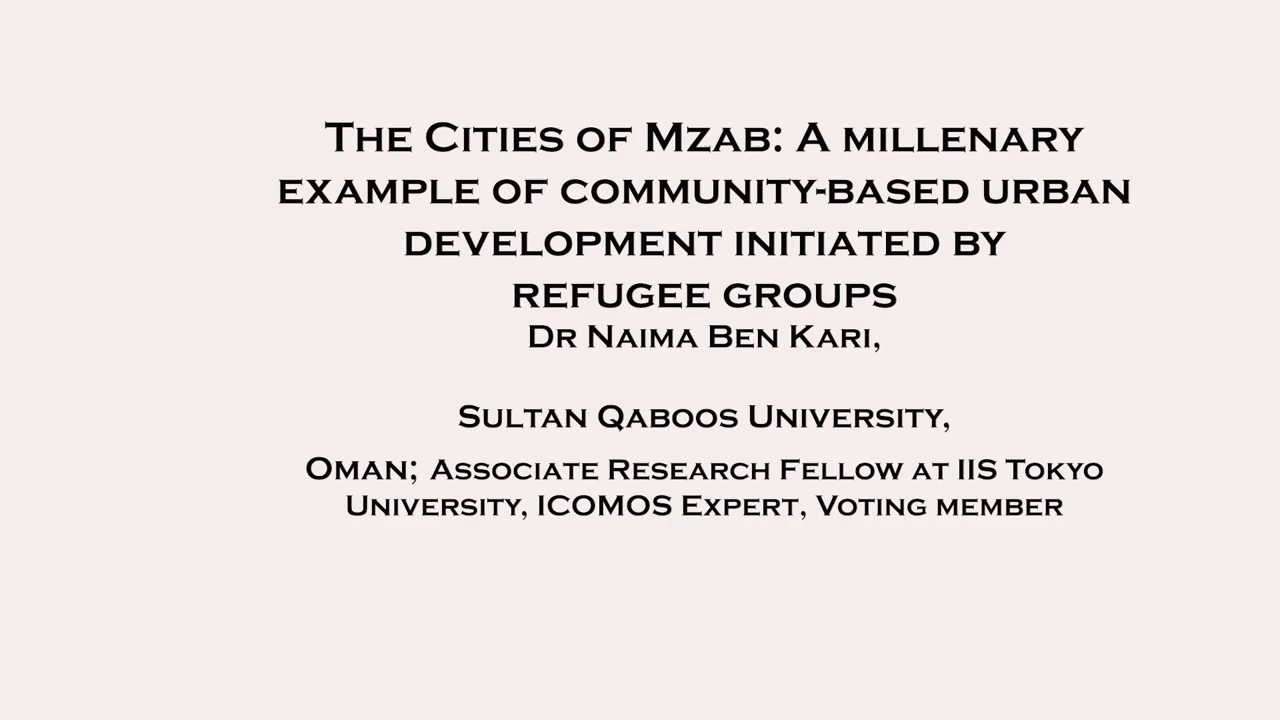 The Cities of Mzab: A millenary
example of community-based urban
development initiated by
refugee groups
Dr Naima Ben Kari,
Sultan Qaboos University,
Oman; Associate Research Fellow at IIS Tokyo
University, ICOMOS Expert, Voting member